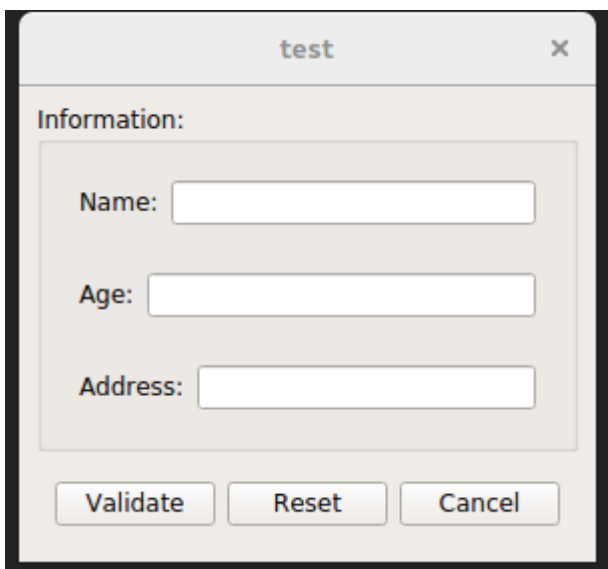 test
Information:
Name:
Age:
Address:
Validate Reset Cancel